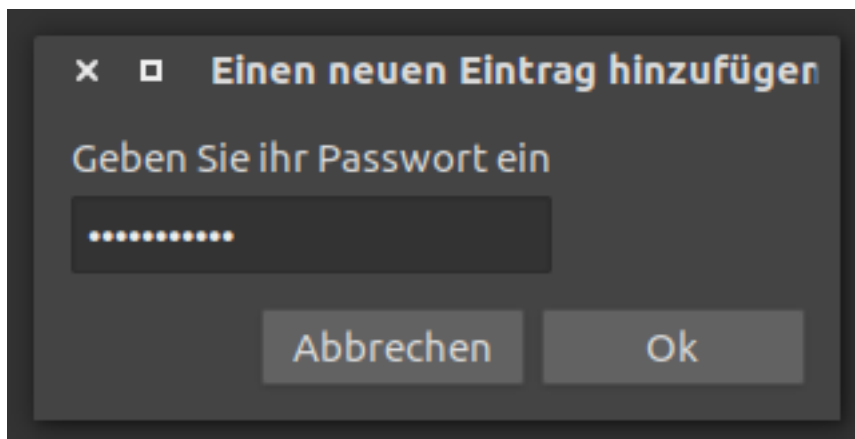 Einen neuen Eintrag hinzufügen
Geben Sie ihr Passwort ein
•••••••••••
Abbrechen
Ok